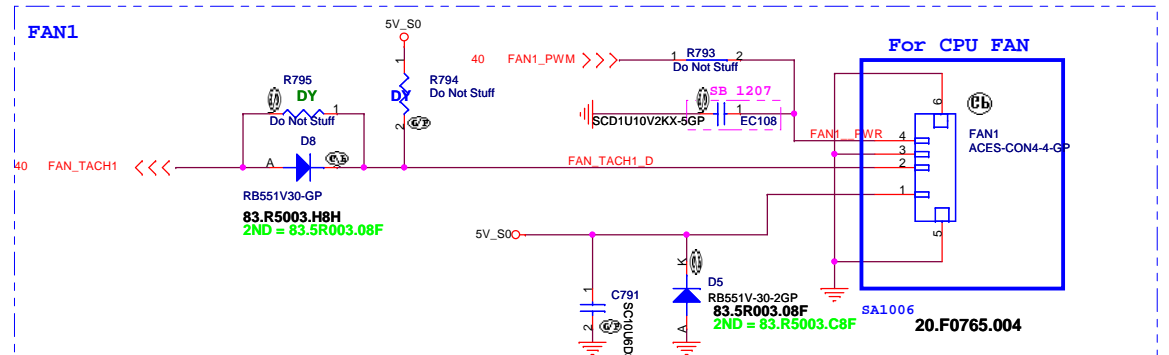 FAN1
5V_S0
1
R794
Do Not Stuff
DY
2
R795
DY
Do Not Stuff
1
D8
A
40 FAN_TACH1
RB551V30-GP
83.R5003.H8H
2ND = 83.5R003.08F
40 FAN1_PWM
1 R793 2
Do Not Stuff
SB 1207
SCD1U10V2KX-5GP
1
EC108
FAN_TACH1_D
For CPU FAN
6
FAN1__PWR
4
3
2
1
5
FAN1
ACES-CON4-4-GP
5V_S0
1
C791
2
SC10U6D
K
D5
RB551V-30-2GP
83.5R003.08F
2ND = 83.R5003.C8F
A
SA1006
20.F0765.004